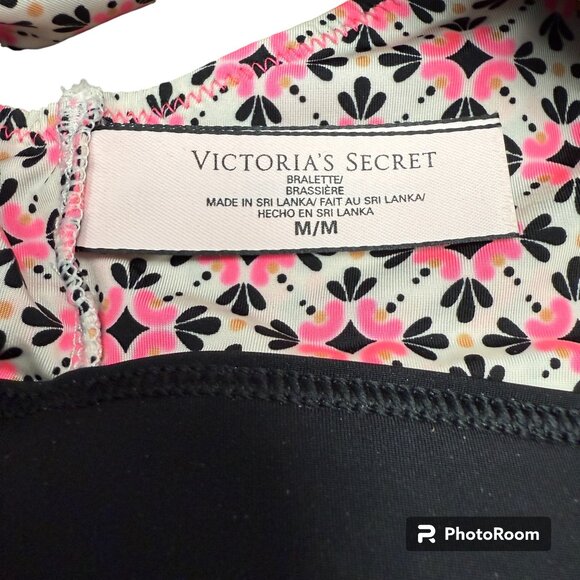 VICTORIA'S SECRET
BRALETTE/
BRASSIÈRE
MADE IN SRI LANKA/ FAIT AU SRI LANKA/
HECHO EN SRI LANKA
M/M
PhotoRoom